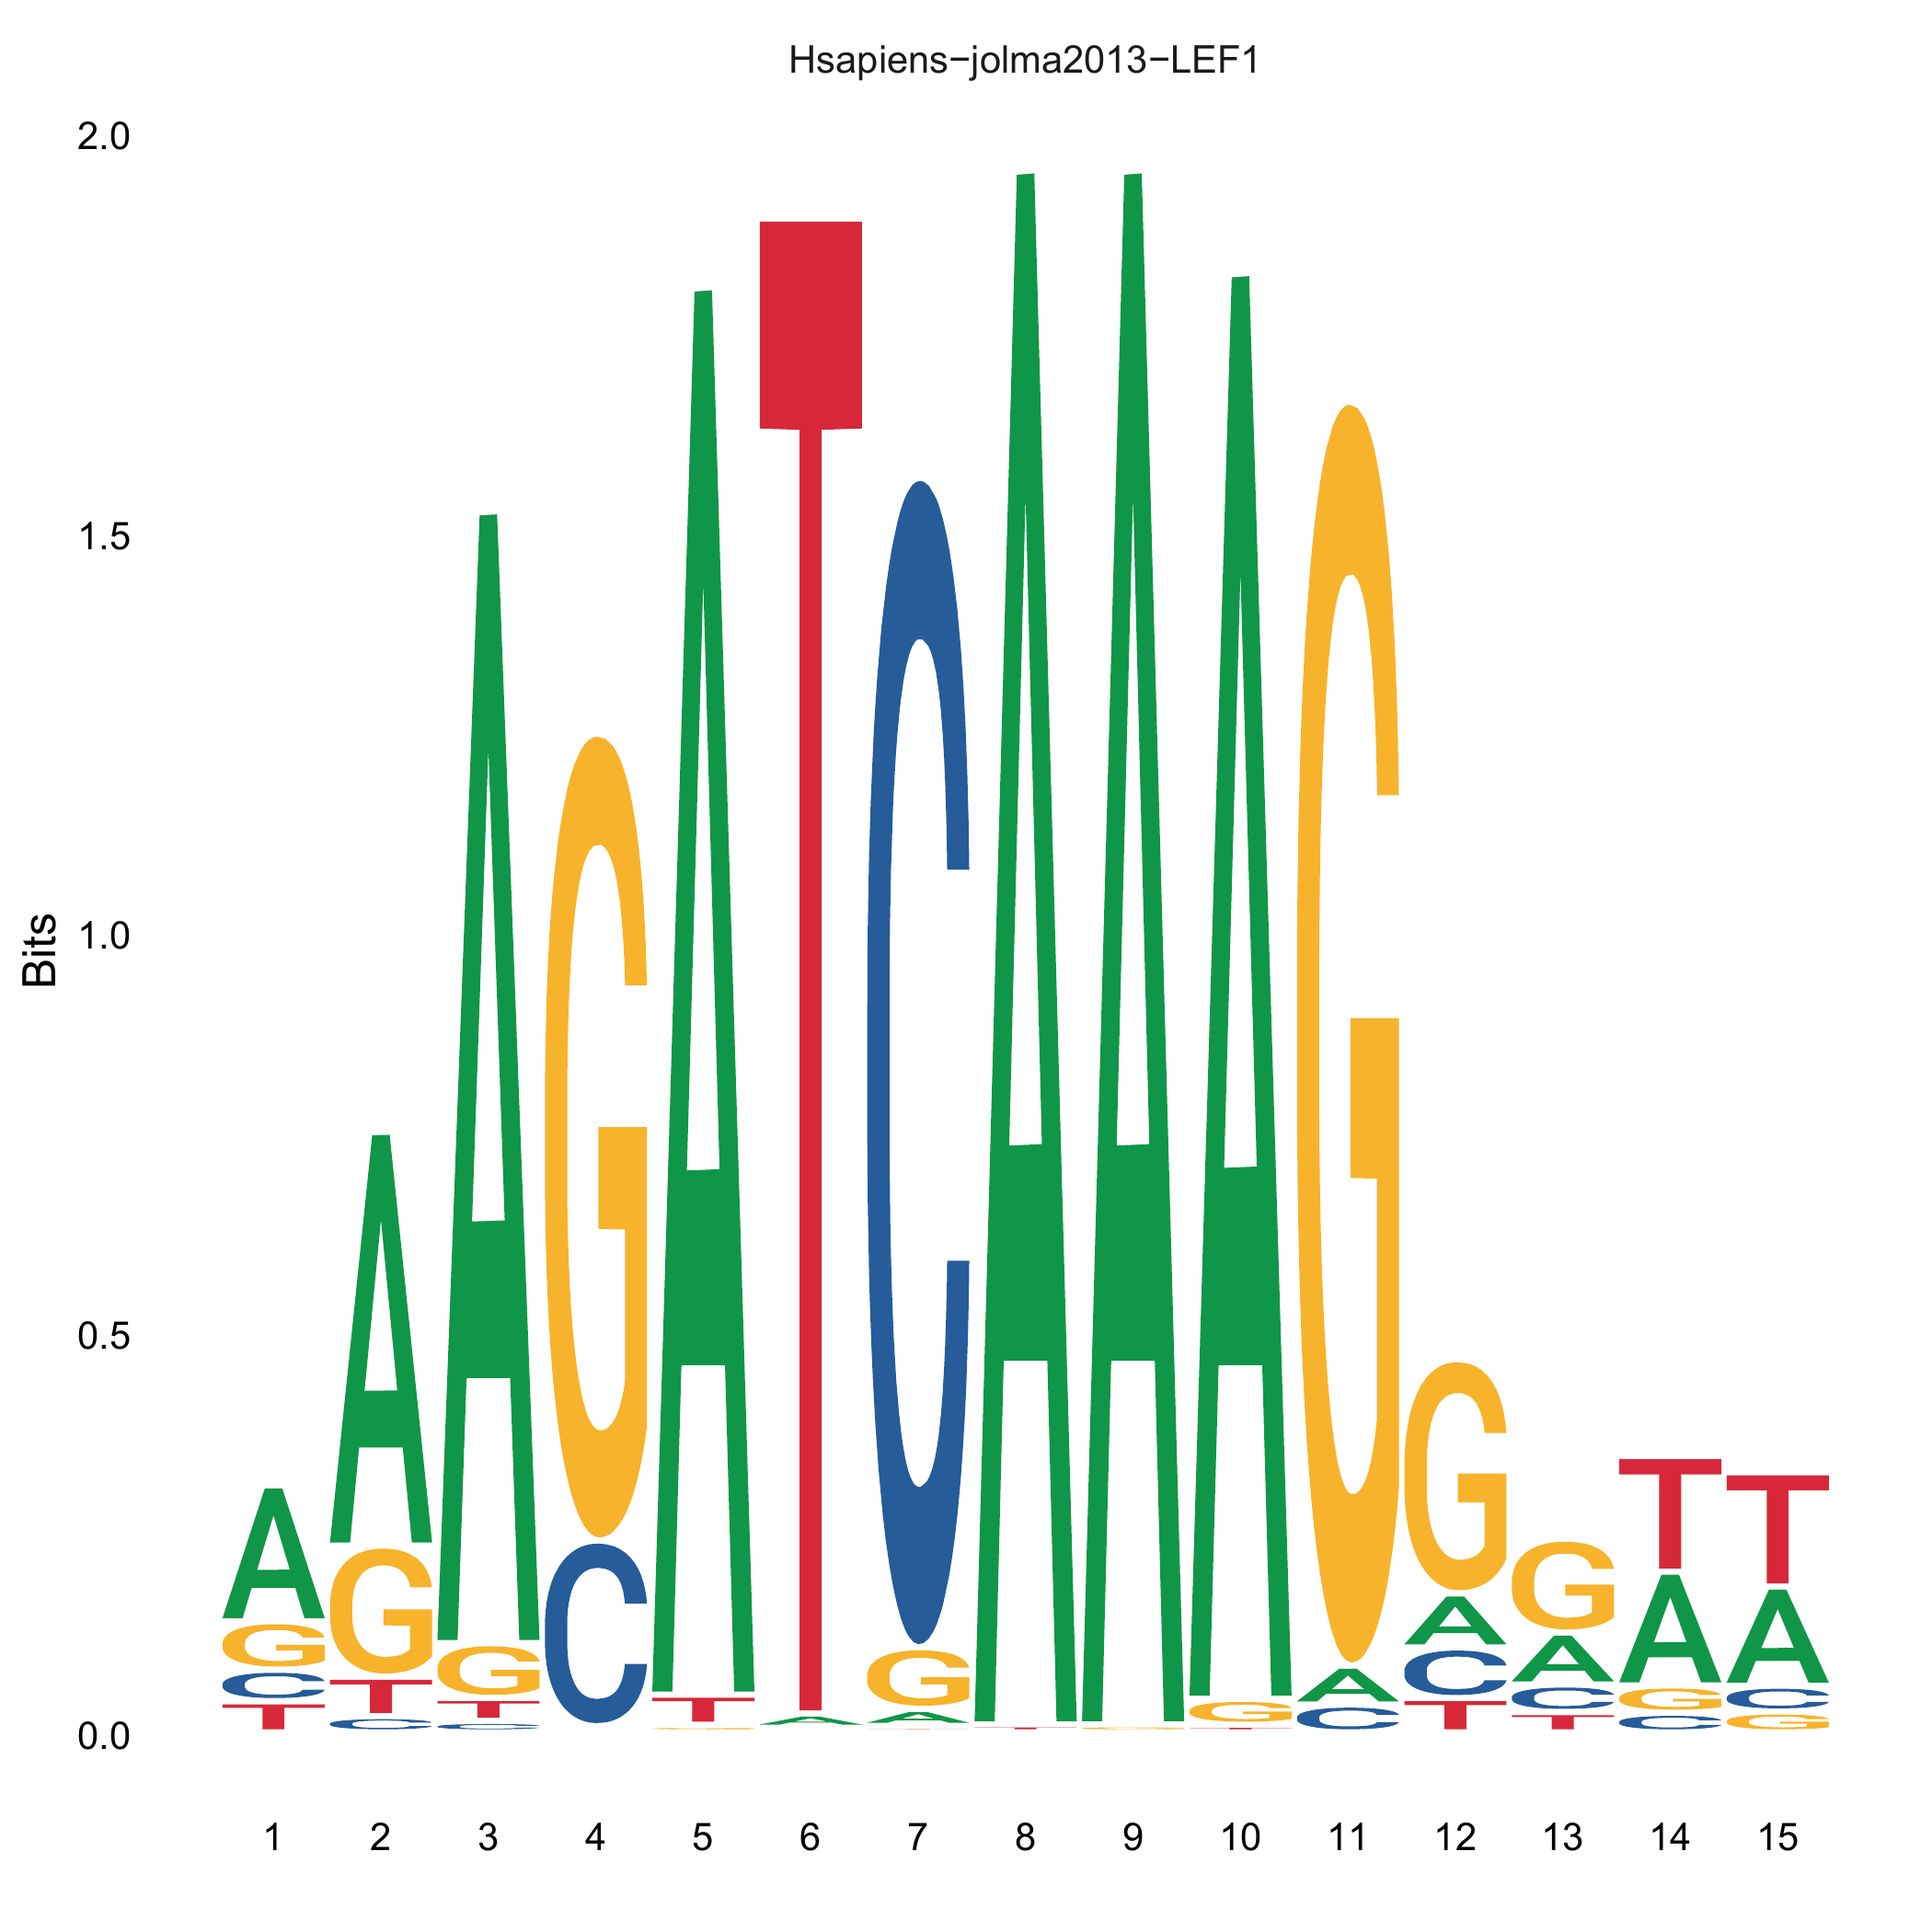 Hsapiens−jolma2013−LEF1
2.0
1.5
1.0
0.5
0.0
Bits
A A A G A T C A A A G G G T T
G G G C T A G T G G A A A A A
C T T G A T C C C G C
T C C T T C G
1 2 3 4 5 6 7 8 9 10 11 12 13 14 15